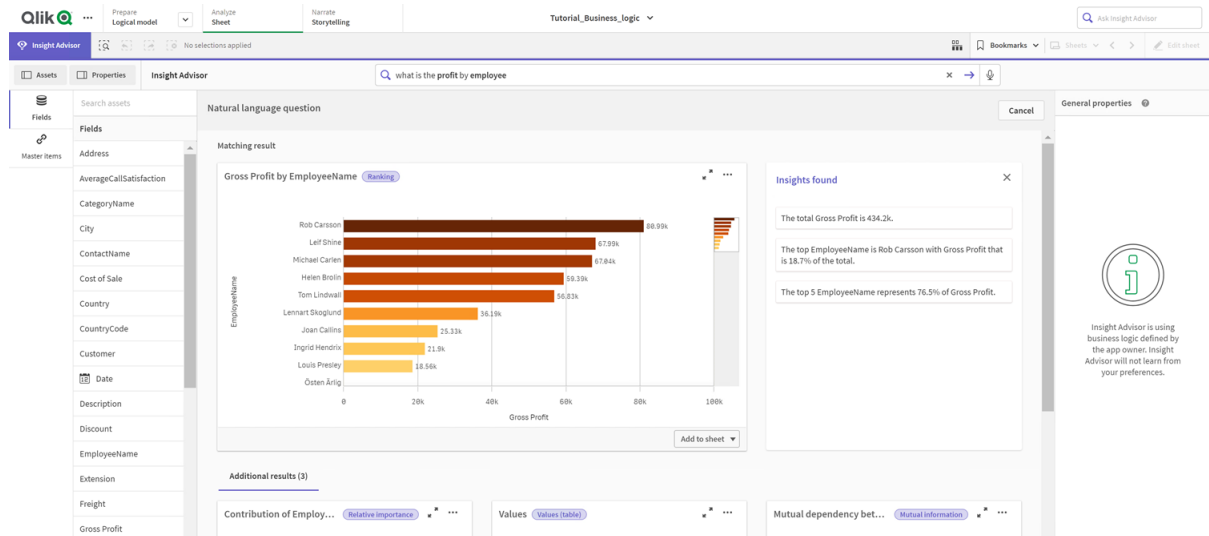 Qlik
Prepare
Logical model
Analyze
Sheet
Narrate
Storytelling
Tutorial_Business_logic
Ask Insight Advisor
Insight Advisor
No selections applied
Bookmarks
Sheets
Edit sheet
Assets
Properties
Insight Advisor
what is the profit by employee
Fields
Master items
Search assets
Fields
Address
AverageCallSatisfaction
CategoryName
City
ContactName
Cost of Sale
Country
CountryCode
Customer
Date
Description
Discount
EmployeeName
Extension
Freight
Gross Profit
Natural language question
Cancel
Matching result
Gross Profit by EmployeeName
Ranking
EmployeeName
Rob Carsson 80.99k
Leif Shine 67.99k
Michael Carlen 67.04k
Helen Brolin 59.39k
Tom Lindwall 56.83k
Lennart Skoglund 36.19k
Joan Callins 25.33k
Ingrid Hendrix 21.9k
Louis Presley 18.56k
Östen Ärlig
0 20k 40k 60k 80k 100k
Gross Profit
Add to sheet
Insights found
The total Gross Profit is 434.2k.
The top EmployeeName is Rob Carsson with Gross Profit that
is 18.7% of the total.
The top 5 EmployeeName represents 76.5% of Gross Profit.
Additional results (3)
Contribution of Employ... Relative importance
Values Values (table)
Mutual dependency bet... Mutual information
General properties
Insight Advisor is using
business logic defined by
the app owner. Insight
Advisor will not learn from
your preferences.